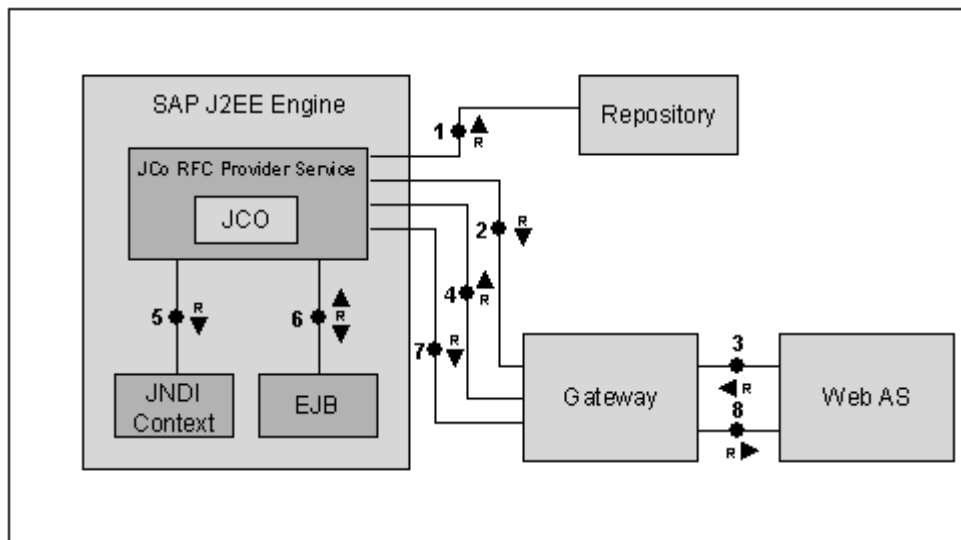 SAP J2EE Engine
Repository
1
R
JCo RFC Provider Service
JCO
2
R
4
R
5
R
6
R
7
R
3
R
JNDI
Context
EJB
Gateway
Web AS
8
R